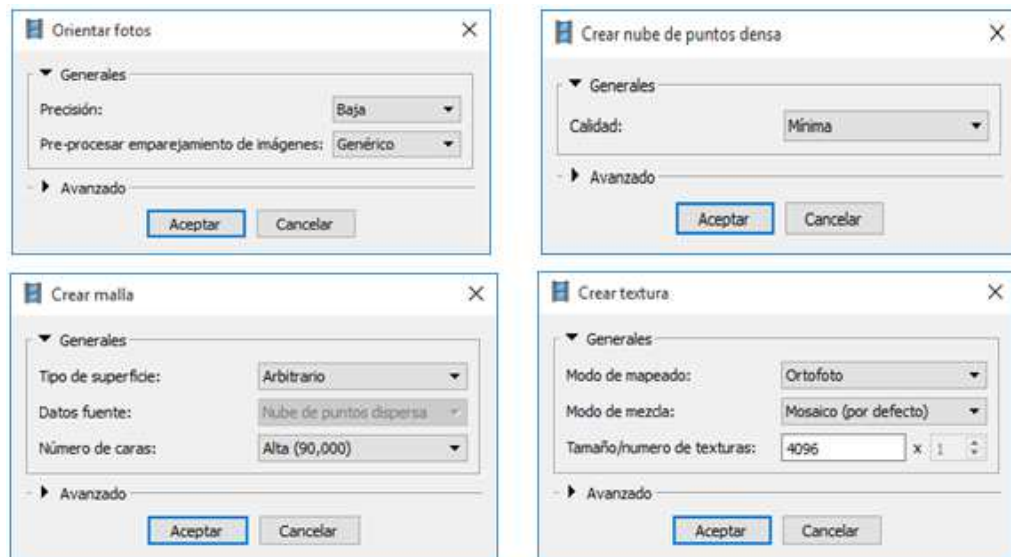 Orientar fotos
Generales
Precisión: Baja
Pre-procesar emparejamiento de imágenes: Genérico
Avanzado
Aceptar Cancelar
Crear nube de puntos densa
Generales
Calidad: Mínima
Avanzado
Aceptar Cancelar
Crear malla
Generales
Tipo de superficie: Arbitrario
Datos fuente: Nube de puntos dispersa
Número de caras: Alta (90,000)
Avanzado
Aceptar Cancelar
Crear textura
Generales
Modo de mapeado: Ortofoto
Modo de mezcla: Mosaico (por defecto)
Tamaño/numero de texturas: 4096 x 1
Avanzado
Aceptar Cancelar